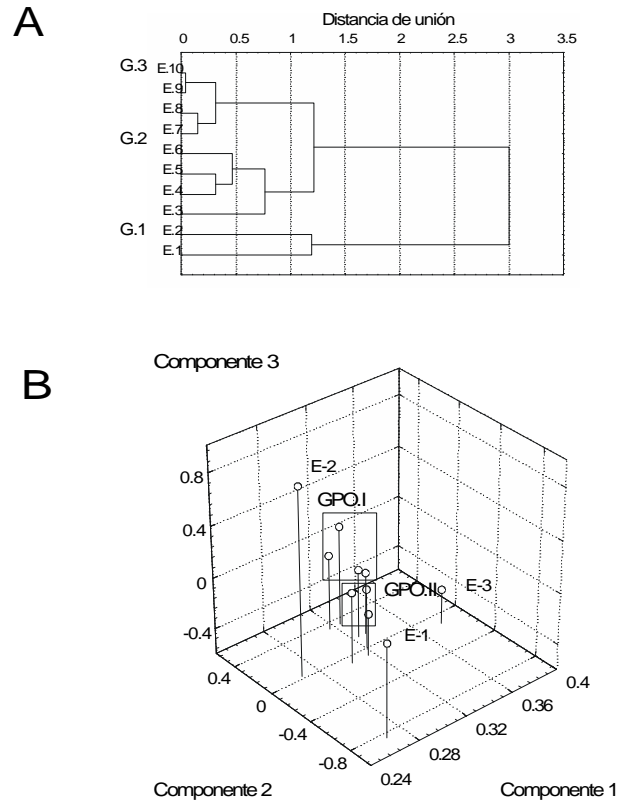 A
Distancia de unión
0 0.5 1 1.5 2 2.5 3 3.5
G.3
E.10
E.9
E.8
E.7
G.2
E.6
E.5
E.4
E.3
G.1
E.2
E.1
B
Componente 3
0.8
0.4
0
-0.4
E-2
GPO.I
GPO.II
E-3
E-1
0.4
0
-0.4
-0.8
0.24
0.28
0.32
0.36
0.4
Componente 2
Componente 1